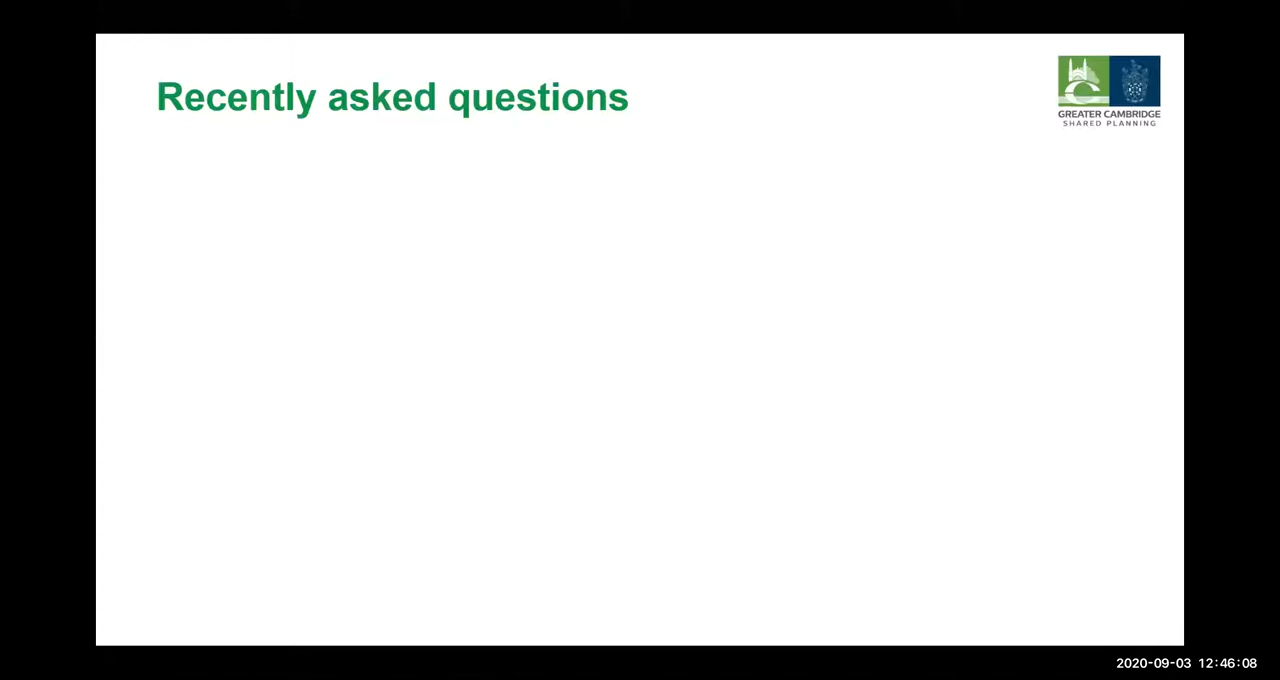 Recently asked questions
GREATER CAMBRIDGE
SHARED PLANNING
2020-09-03 12:46:08